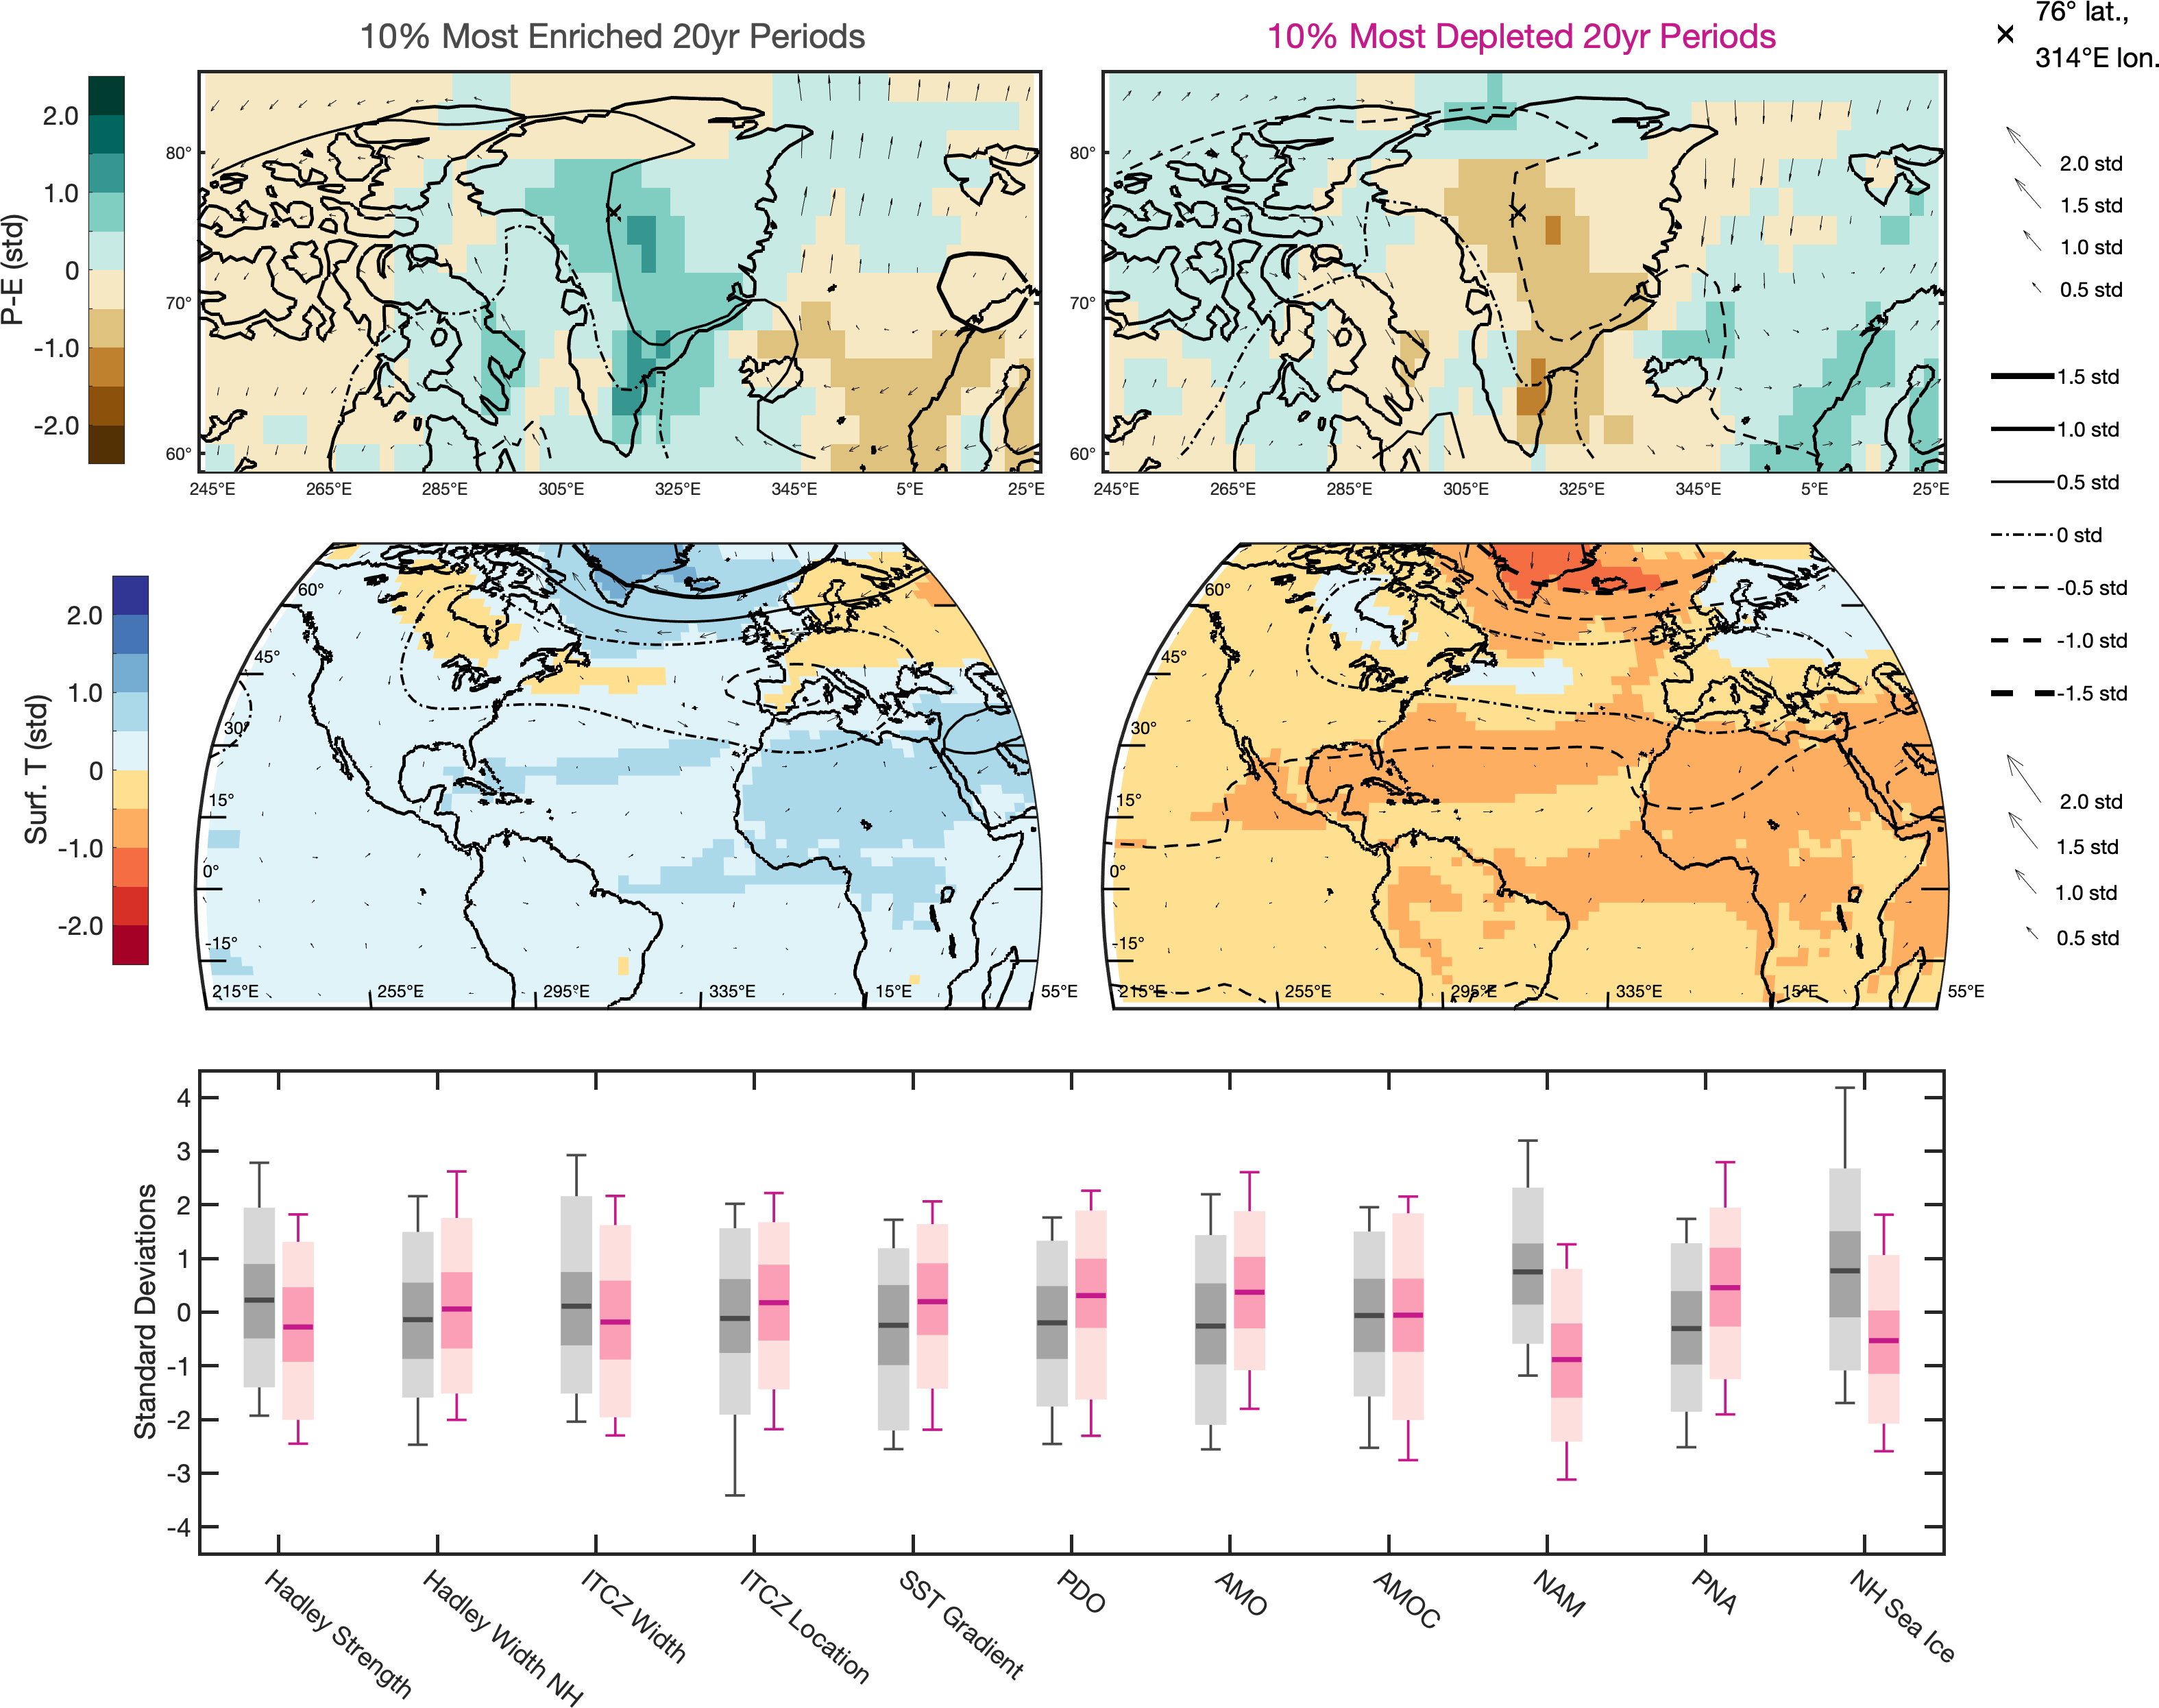 10% Most Enriched 20yr Periods
10% Most Depleted 20yr Periods
76° lat.,
314°E lon.
P-E (std)
2.0
1.0
0
-1.0
-2.0
80°
70°
60°
245°E 265°E 285°E 305°E 325°E 345°E 5°E 25°E
80°
70°
60°
245°E 265°E 285°E 305°E 325°E 345°E 5°E 25°E
2.0 std
1.5 std
1.0 std
0.5 std
1.5 std
1.0 std
0.5 std
0 std
-0.5 std
-1.0 std
-1.5 std
Surf. T (std)
2.0
1.0
0
-1.0
-2.0
60°
45°
30°
15°
0°
-15°
215°E 255°E 295°E 335°E 15°E 55°E
60°
45°
30°
15°
0°
-15°
215°E 255°E 295°E 335°E 15°E 55°E
2.0 std
1.5 std
1.0 std
0.5 std
Standard Deviations
4
3
2
1
0
-1
-2
-3
-4
Hadley Strength
Hadley Width NH
ITCZ Width
ITCZ Location
SST Gradient
PDO
AMO
AMOC
NAM
PNA
NH Sea Ice